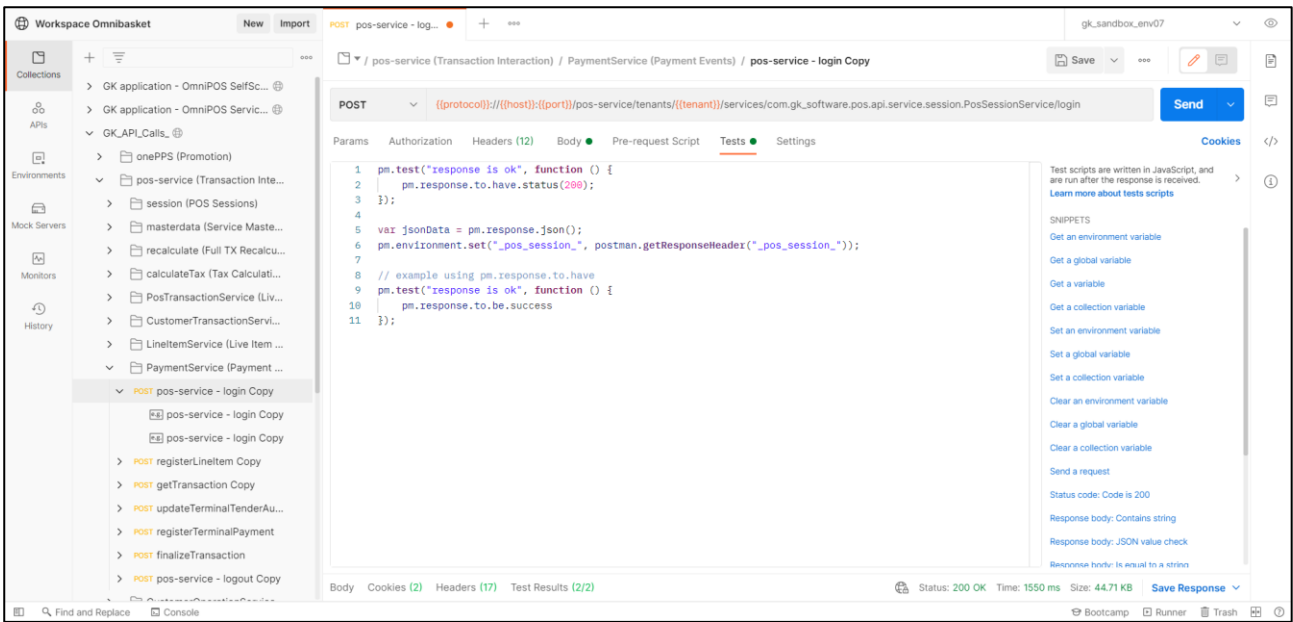 Workspace Omnibasket New Import
POST pos-service - log...
gk_sandbox_env07
Collections
APIs
Environments
Mock Servers
Monitors
History
GK application - OmniPOS SelfSc...
GK application - OmniPOS Servic...
GK_API_Calls_
onePPS (Promotion)
pos-service (Transaction Inte...
session (POS Sessions)
masterdata (Service Maste...
recalculate (Full TX Recalcu...
calculateTax (Tax Calculati...
PosTransactionService (Liv...
CustomerTransactionServi...
LineItemService (Live Item ...
PaymentService (Payment ...
POST pos-service - login Copy
e.g. pos-service - login Copy
e.g. pos-service - login Copy
POST registerLineItem Copy
POST getTransaction Copy
POST updateTerminalTenderAu...
POST registerTerminalPayment
POST finalizeTransaction
POST pos-service - logout Copy
/ pos-service (Transaction Interaction) / PaymentService (Payment Events) / pos-service - login Copy
Save
POST {{protocol}}://{{host}}:{{port}}/pos-service/tenants/{{tenant}}/services/com.gk_software.pos.api.service.session.PosSessionService/login
Send
Params Authorization Headers (12) Body Pre-request Script Tests Settings Cookies
1 pm.test("response is ok", function () {
2 pm.response.to.have.status(200);
3 });
4
5 var jsonData = pm.response.json();
6 pm.environment.set("_pos_session_", postman.getResponseHeader("_pos_session_"));
7
8 // example using pm.response.to.have
9 pm.test("response is ok", function () {
10 pm.response.to.be.success
11 });
Test scripts are written in JavaScript, and
are run after the response is received.
Learn more about tests scripts
SNIPPETS
Get an environment variable
Get a global variable
Get a variable
Get a collection variable
Set an environment variable
Set a global variable
Set a collection variable
Clear an environment variable
Clear a global variable
Clear a collection variable
Send a request
Status code: Code is 200
Response body: Contains string
Response body: JSON value check
Response body: Is equal to a string
Body Cookies (2) Headers (17) Test Results (2/2) Status: 200 OK Time: 1550 ms Size: 44.71 KB Save Response
Find and Replace Console Bootcamp Runner Trash